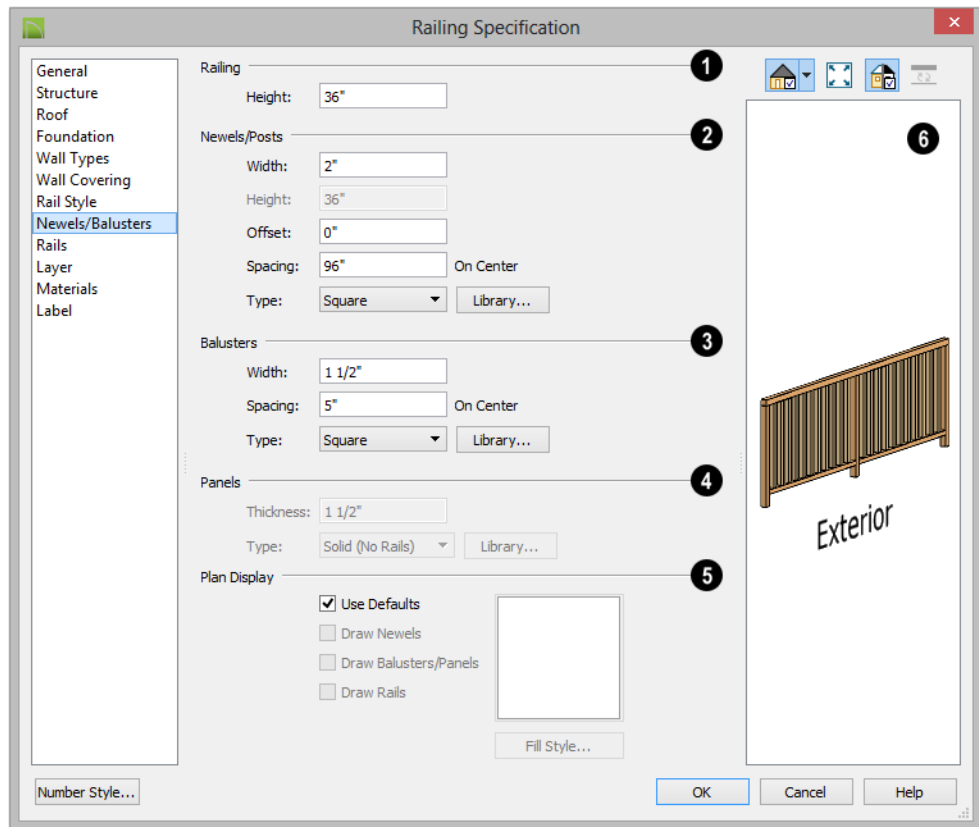 Railing Specification
General
Structure
Roof
Foundation
Wall Types
Wall Covering
Rail Style
Newels/Balusters
Rails
Layer
Materials
Label
Railing 1
Height: 36"
Newels/Posts 2
Width: 2"
Height: 36"
Offset: 0"
Spacing: 96" On Center
Type: Square Library...
Balusters 3
Width: 1 1/2"
Spacing: 5" On Center
Type: Square Library...
Panels 4
Thickness: 1 1/2"
Type: Solid (No Rails) Library...
Plan Display 5
Use Defaults
Draw Newels
Draw Balusters/Panels
Draw Rails
Fill Style...
6
Exterior
Number Style... OK Cancel Help